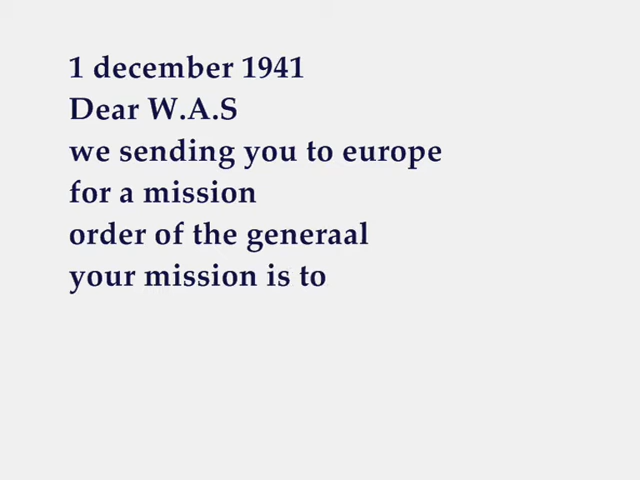 1 december 1941
Dear W.A.S
we sending you to europe
for a mission
order of the generaal
your mission is to